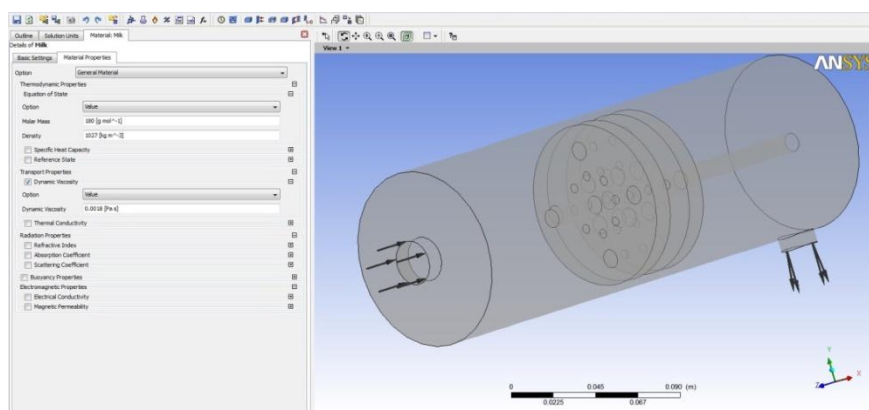 Outline Solution Units Material: Milk
Details of Milk
Basic Settings Material Properties
Option General Material
Thermodynamic Properties
Equation of State
Option Value
Molar Mass 180 [g mol^-1]
Density 1027 [kg m^-3]
Specific Heat Capacity
Reference State
Transport Properties
Dynamic Viscosity
Option Value
Dynamic Viscosity 0.0018 [Pa s]
Thermal Conductivity
Radiation Properties
Refractive Index
Absorption Coefficient
Scattering Coefficient
Buoyancy Properties
Electromagnetic Properties
Electrical Conductivity
Magnetic Permeability
View 1
ANSYS
0 0.045 0.090 (m)
0.0225 0.067
Y
X
Z